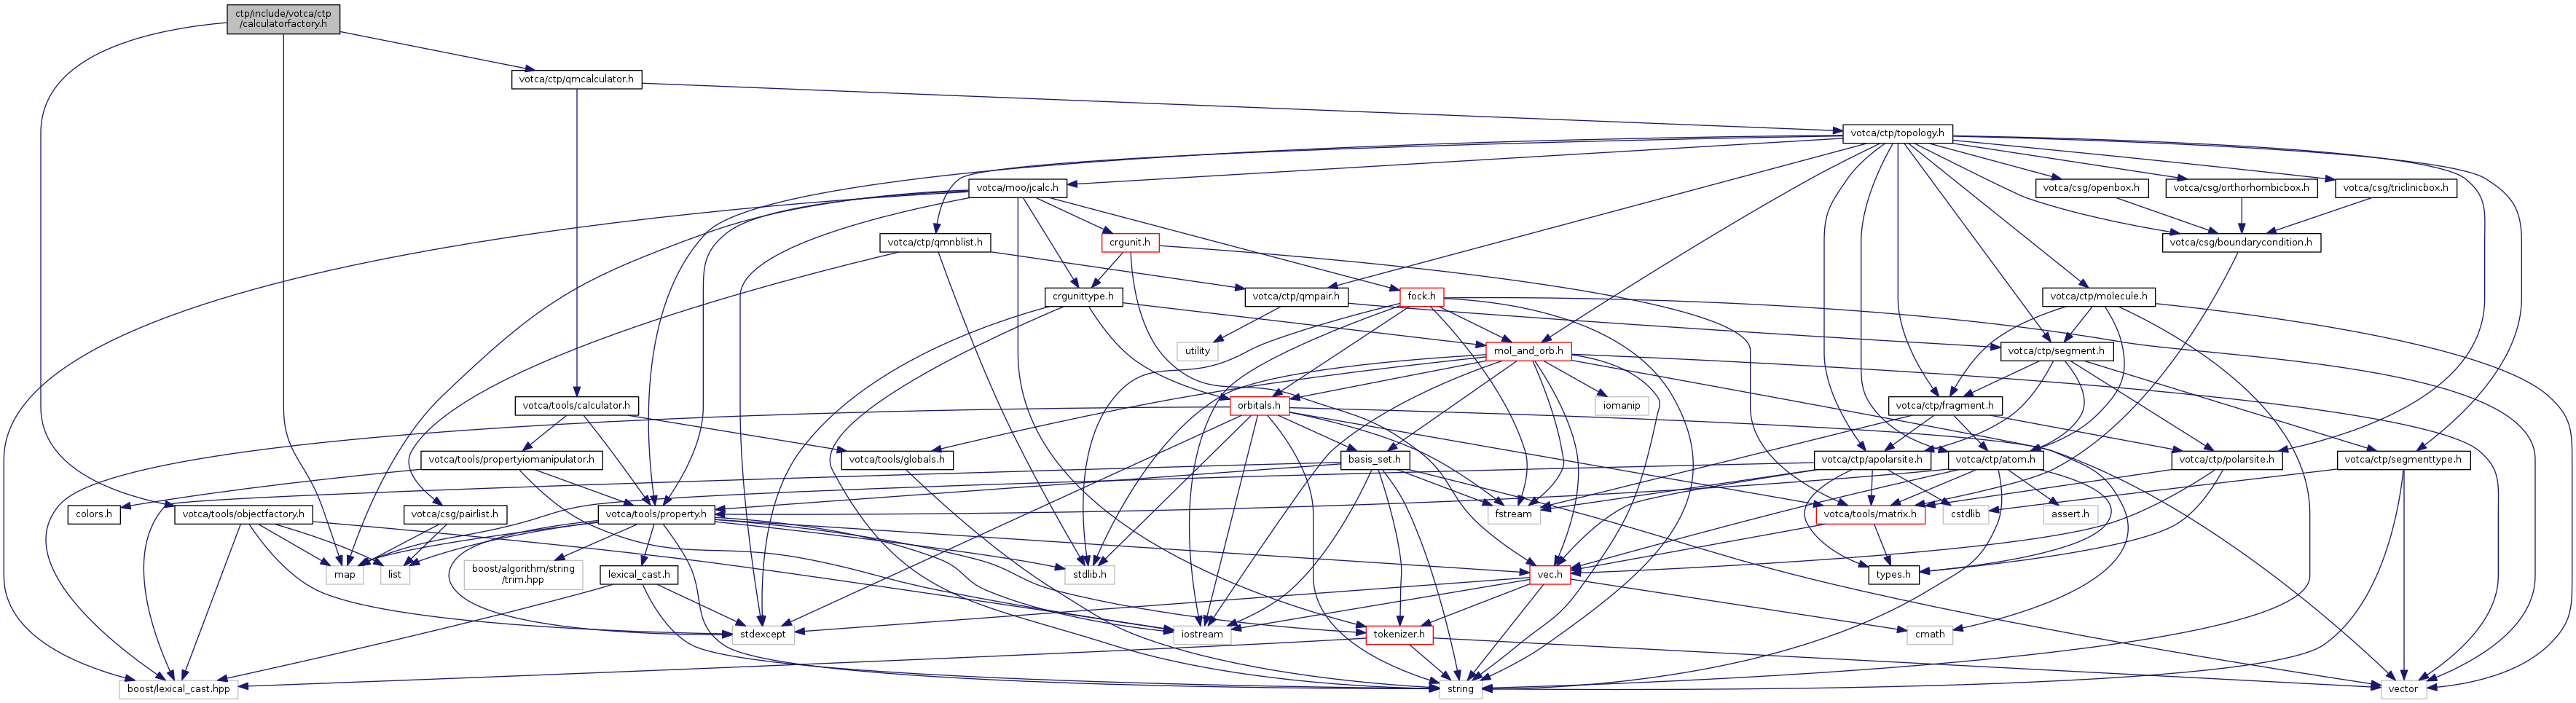 ctp/include/votca/ctp
/calculatorfactory.h
votca/ctp/qmcalculator.h
votca/ctp/topology.h
votca/moo/jcalc.h
votca/csg/openbox.h
votca/csg/orthorhombicbox.h
votca/csg/triclinicbox.h
votca/ctp/qmnblist.h
crgunit.h
votca/csg/boundarycondition.h
crgunittype.h
votca/ctp/qmpair.h
fock.h
votca/ctp/molecule.h
utility
mol_and_orb.h
votca/ctp/segment.h
votca/tools/calculator.h
orbitals.h
iomanip
votca/ctp/fragment.h
votca/tools/propertyiomanipulator.h
votca/tools/globals.h
basis_set.h
votca/ctp/apolarsite.h
votca/ctp/atom.h
votca/ctp/polarsite.h
votca/ctp/segmenttype.h
colors.h
votca/tools/objectfactory.h
votca/csg/pairlist.h
votca/tools/property.h
fstream
votca/tools/matrix.h
cstdlib
assert.h
map
list
boost/algorithm/string
/trim.hpp
lexical_cast.h
stdlib.h
vec.h
types.h
stdexcept
iostream
tokenizer.h
cmath
boost/lexical_cast.hpp
string
vector